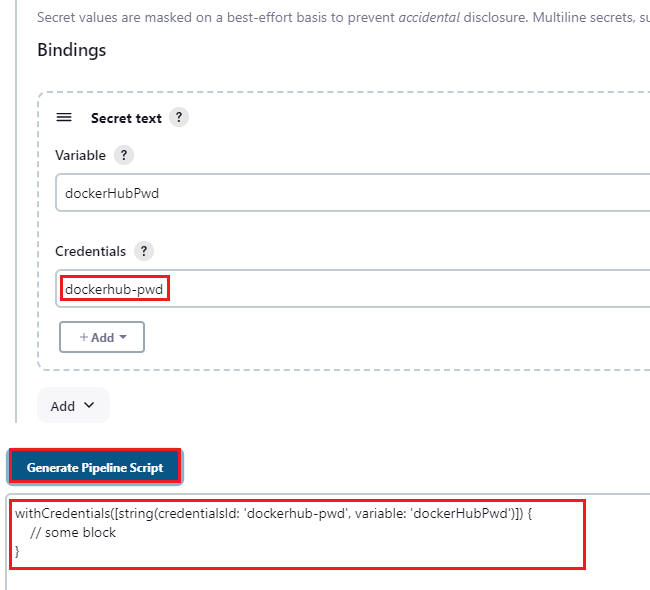 Secret values are masked on a best-effort basis to prevent accidental disclosure. Multiline secrets, su
Bindings
Secret text ?
Variable ?
dockerHubPwd
Credentials ?
dockerhub-pwd
+ Add
Add
Generate Pipeline Script
withCredentials([string(credentialsId: 'dockerhub-pwd', variable: 'dockerHubPwd')]) {
// some block
}